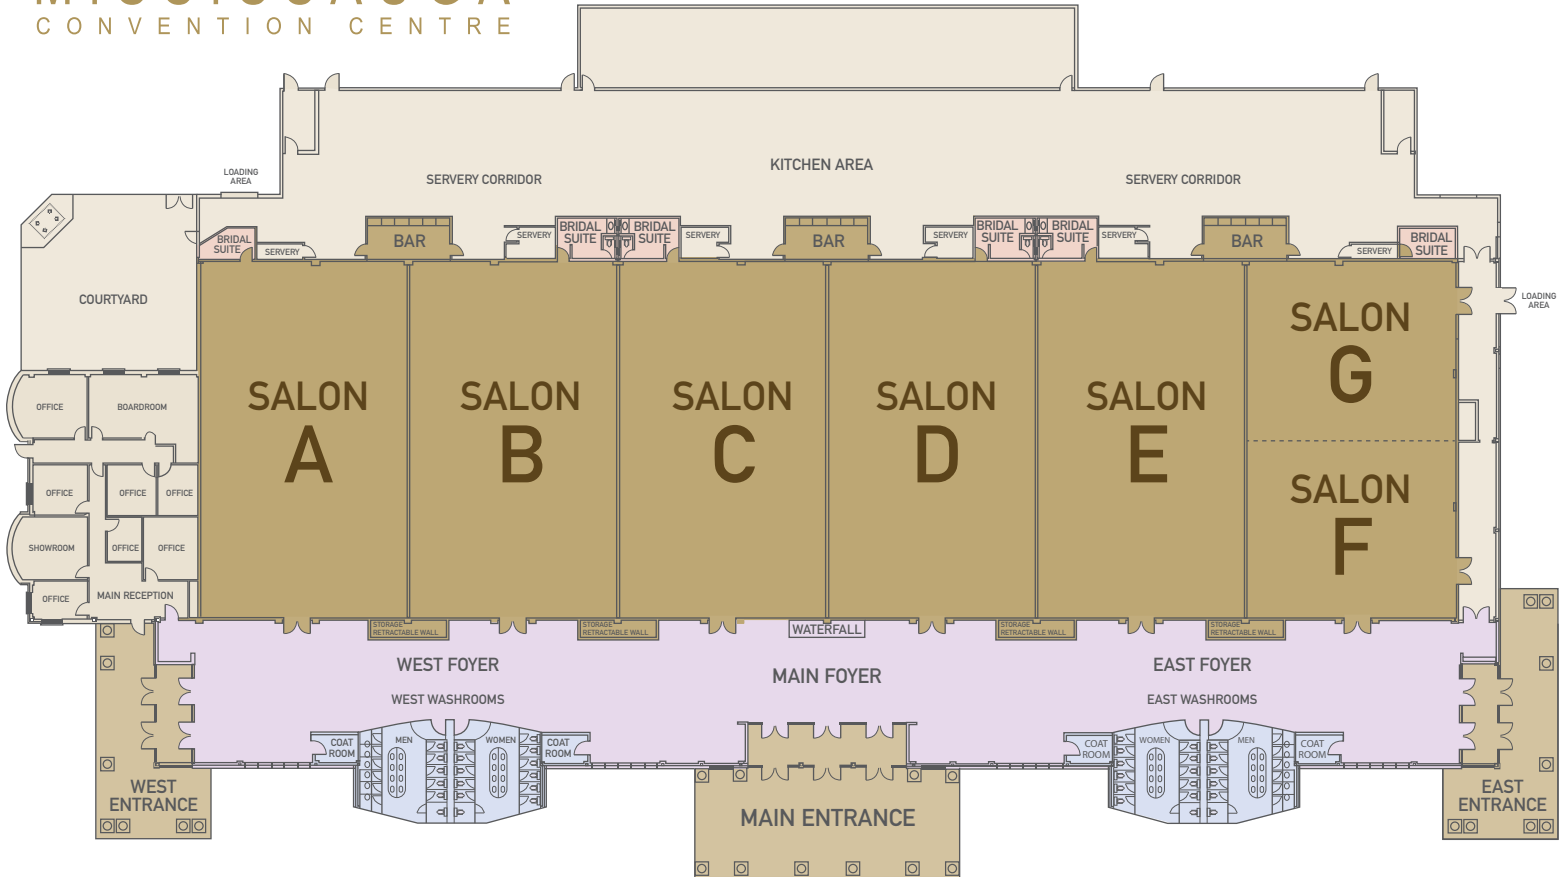 CONVENTION CENTRE
KITCHEN AREA
LOADING
AREA
SERVERY CORRIDOR
SERVERY CORRIDOR
BRIDAL
SUITE
SERVERY
BAR
SERVERY
BRIDAL
SUITE
BRIDAL
SUITE
SERVERY
BAR
SERVERY
BRIDAL
SUITE
BRIDAL
SUITE
SERVERY
BAR
SERVERY
BRIDAL
SUITE
COURTYARD
LOADING
AREA
SALON
A
SALON
B
SALON
C
SALON
D
SALON
E
SALON
G
SALON
F
OFFICE
BOARDROOM
OFFICE
OFFICE
OFFICE
SHOWROOM
OFFICE
OFFICE
OFFICE
MAIN RECEPTION
STORAGE
RETRACTABLE WALL
STORAGE
RETRACTABLE WALL
WATERFALL
STORAGE
RETRACTABLE WALL
STORAGE
RETRACTABLE WALL
WEST FOYER
MAIN FOYER
EAST FOYER
WEST WASHROOMS
EAST WASHROOMS
COAT
ROOM
MEN
WOMEN
COAT
ROOM
COAT
ROOM
WOMEN
MEN
COAT
ROOM
WEST
ENTRANCE
MAIN ENTRANCE
EAST
ENTRANCE